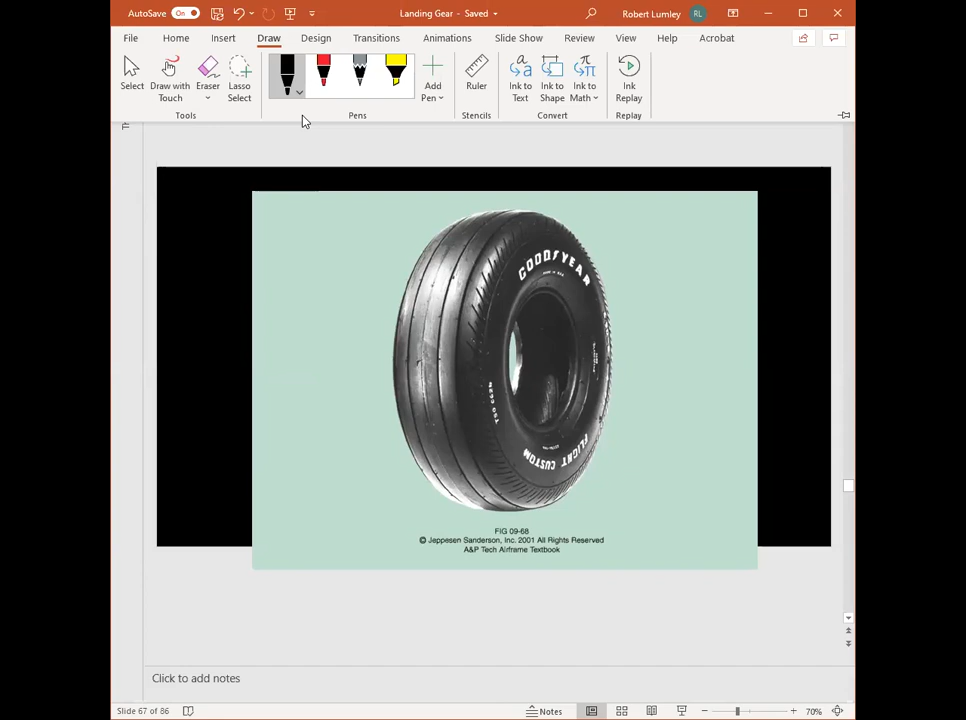 AutoSave On Landing Gear - Saved Robert Lumley RL
File Home Insert Draw Design Transitions Animations Slide Show Review View Help Acrobat
Select Draw with Touch Eraser Lasso Select Add Pen Ruler Ink to Text Ink to Shape Ink to Math Ink Replay
Tools Pens Stencils Convert Replay
GOODYEAR
FLIGHT CUSTOM
FIG 09-68
© Jeppesen Sanderson, Inc. 2001 All Rights Reserved
A&P Tech Airframe Textbook
Click to add notes
Slide 67 of 86 Notes 70%